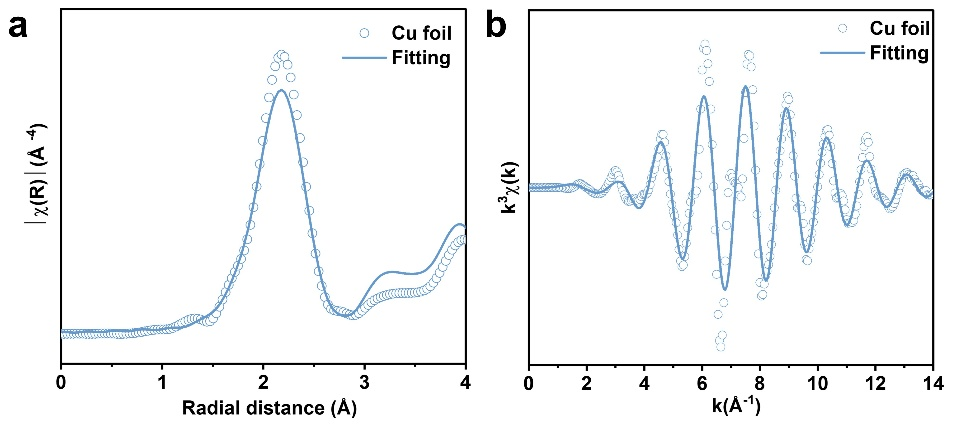 a
Cu foil
Fitting
|χ(R)|(Å⁻⁴)
0 1 2 3 4
Radial distance (Å)
b
Cu foil
Fitting
k³χ(k)
0 2 4 6 8 10 12 14
k(Å⁻¹)